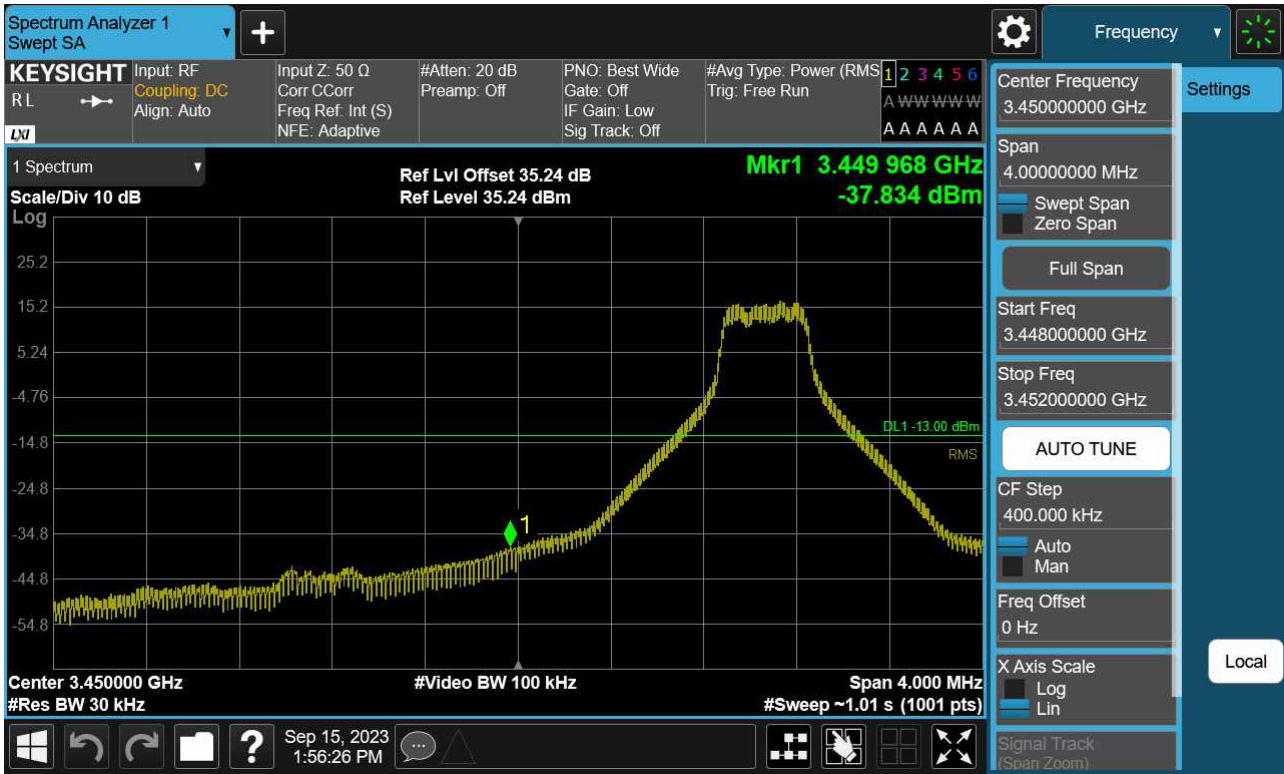 Spectrum Analyzer 1
Swept SA
+
Frequency
KEYSIGHT
R L
LXI
Input: RF
Coupling: DC
Align: Auto
Input Z: 50 Ω
Corr CCorr
Freq Ref: Int (S)
NFE: Adaptive
#Atten: 20 dB
Preamp: Off
PNO: Best Wide
Gate: Off
IF Gain: Low
Sig Track: Off
#Avg Type: Power (RMS
Trig: Free Run
1 2 3 4 5 6
A W W W W W
A A A A A A
1 Spectrum
Scale/Div 10 dB
Log
Ref Lvl Offset 35.24 dB
Ref Level 35.24 dBm
Mkr1 3.449 968 GHz
-37.834 dBm
25.2
15.2
5.24
-4.76
-14.8
-24.8
-34.8
-44.8
-54.8
DL1 -13.00 dBm
RMS
1
Center 3.450000 GHz
#Res BW 30 kHz
#Video BW 100 kHz
Span 4.000 MHz
#Sweep ~1.01 s (1001 pts)
Center Frequency
3.450000000 GHz
Span
4.00000000 MHz
Swept Span
Zero Span
Full Span
Start Freq
3.448000000 GHz
Stop Freq
3.452000000 GHz
AUTO TUNE
CF Step
400.000 kHz
Auto
Man
Freq Offset
0 Hz
X Axis Scale
Log
Lin
Signal Track
(Span Zoom)
Settings
Local
?
Sep 15, 2023
1:56:26 PM